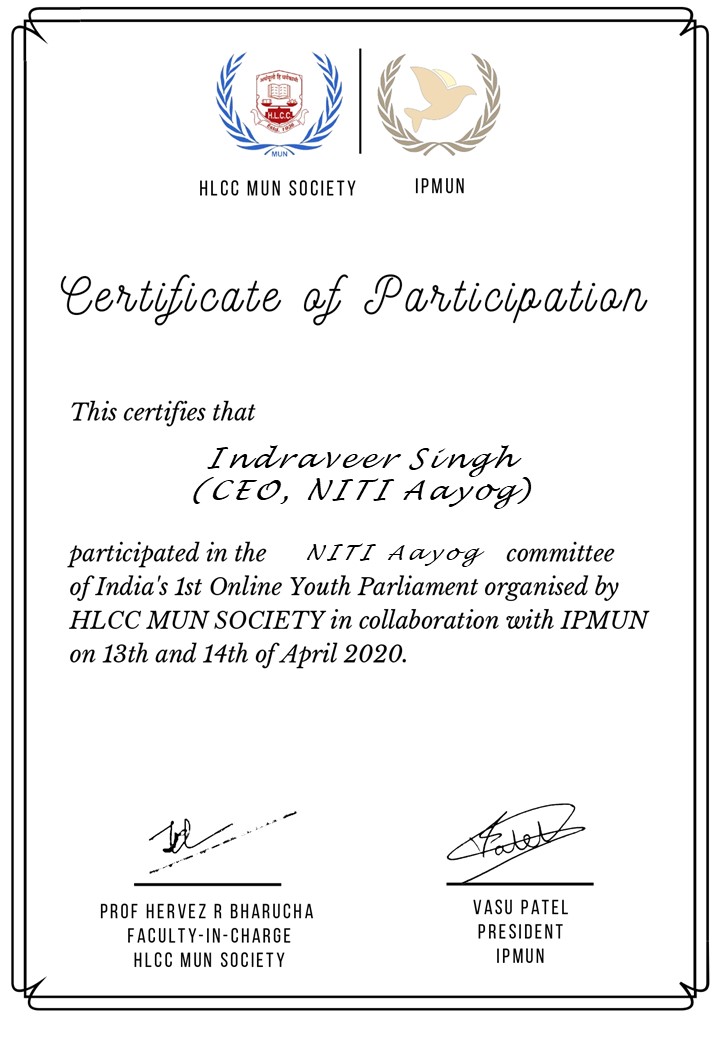 H.L.C.C.
MUN
HLCC MUN SOCIETY
IPMUN
Certificate of Participation
This certifies that
Indraveer Singh
(CEO, NITI Aayog)
participated in the NITI Aayog committee
of India's 1st Online Youth Parliament organised by
HLCC MUN SOCIETY in collaboration with IPMUN
on 13th and 14th of April 2020.
Patel
PROF HERVEZ R BHARUCHA
FACULTY-IN-CHARGE
HLCC MUN SOCIETY
VASU PATEL
PRESIDENT
IPMUN